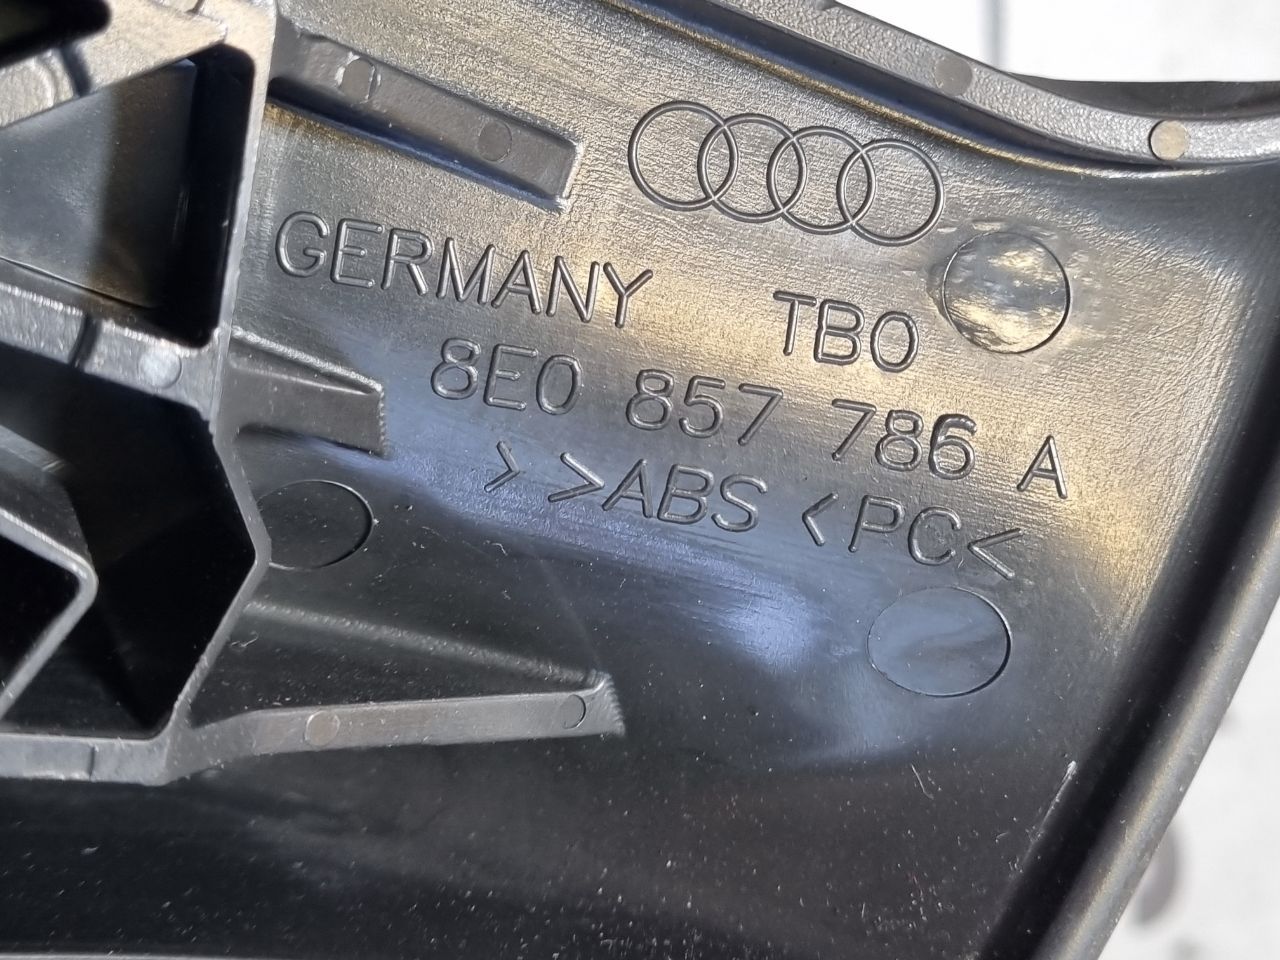 GERMANY TBO
8E0 857 786 A
> >ABS <PC<